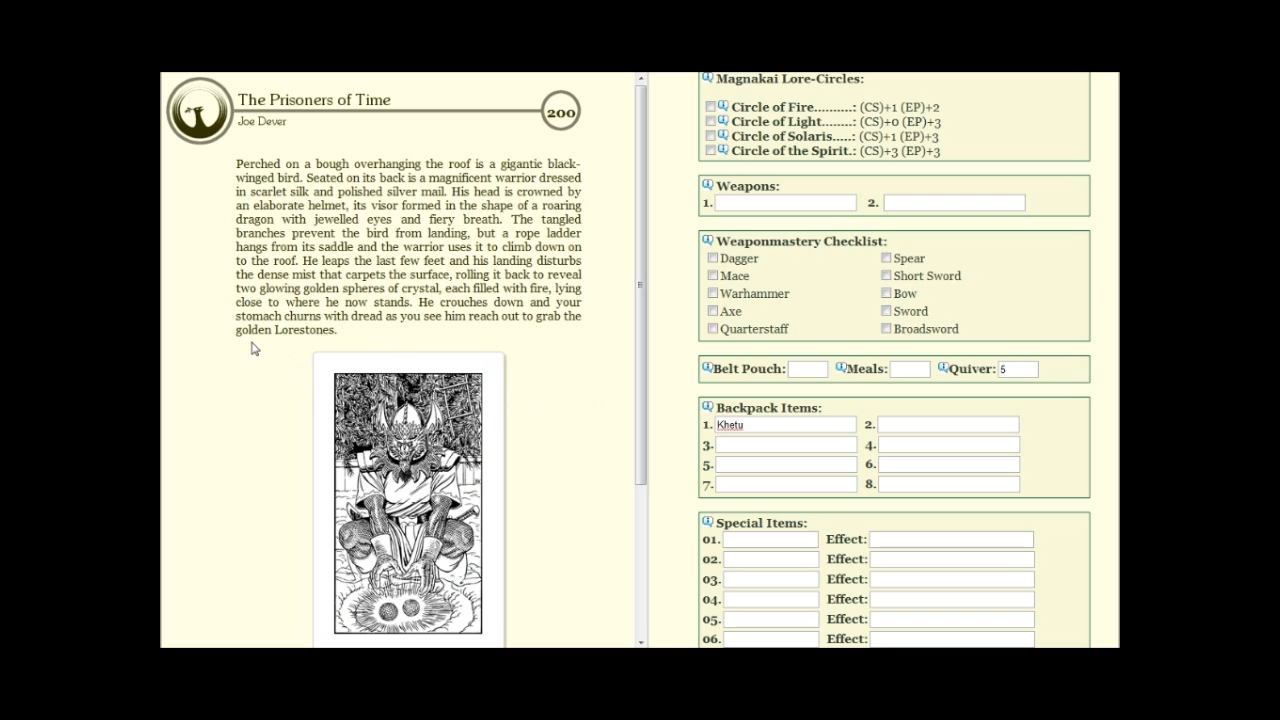 The Prisoners of Time
Joe Dever
200
Perched on a bough overhanging the roof is a gigantic black-
winged bird. Seated on its back is a magnificent warrior dressed
in scarlet silk and polished silver mail. His head is crowned by
an elaborate helmet, its visor formed in the shape of a roaring
dragon with jewelled eyes and fiery breath. The tangled
branches prevent the bird from landing, but a rope ladder
hangs from its saddle and the warrior uses it to climb down on
to the roof. He leaps the last few feet and his landing disturbs
the dense mist that carpets the surface, rolling it back to reveal
two glowing golden spheres of crystal, each filled with fire, lying
close to where he now stands. He crouches down and your
stomach churns with dread as you see him reach out to grab the
golden Lorestones.
Magnakai Lore-Circles:
Circle of Fire..........: (CS)+1 (EP)+2
Circle of Light........: (CS)+0 (EP)+3
Circle of Solaris.....: (CS)+1 (EP)+3
Circle of the Spirit.: (CS)+3 (EP)+3
Weapons:
1. 2.
Weaponmastery Checklist:
Dagger Spear
Mace Short Sword
Warhammer Bow
Axe Sword
Quarterstaff Broadsword
Belt Pouch: Meals: Quiver: 5
Backpack Items:
1. Khetu 2.
3. 4.
5. 6.
7. 8.
Special Items:
01. Effect:
02. Effect:
03. Effect:
04. Effect:
05. Effect:
06. Effect: